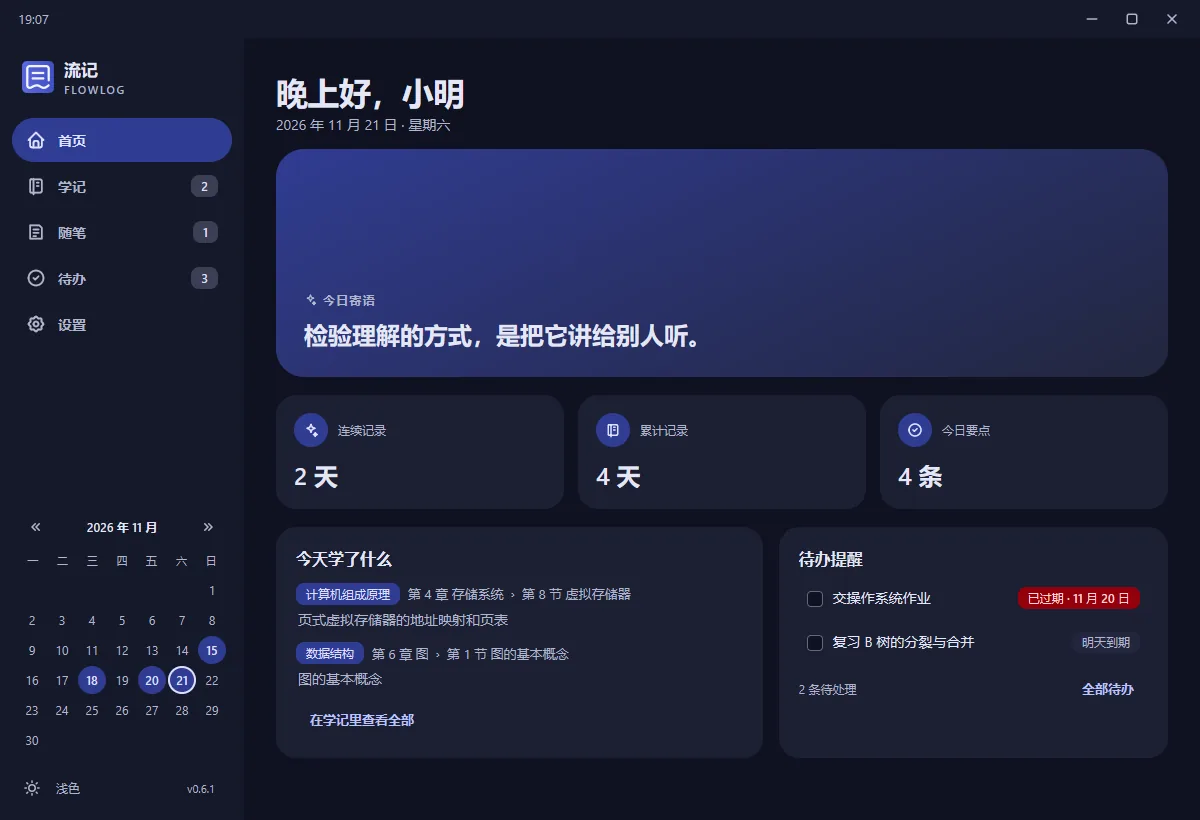 19:07
流记
FLOWLOG
首页
学记 2
随笔 1
待办 3
设置
« 2026 年 11 月 »
一 二 三 四 五 六 日
1
2 3 4 5 6 7 8
9 10 11 12 13 14 15
16 17 18 19 20 21 22
23 24 25 26 27 28 29
30
浅色 v0.6.1
晚上好，小明
2026 年 11 月 21 日 · 星期六
今日寄语
检验理解的方式，是把它讲给别人听。
连续记录
2 天
累计记录
4 天
今日要点
4 条
今天学了什么
计算机组成原理 第 4 章 存储系统 › 第 8 节 虚拟存储器
页式虚拟存储器的地址映射和页表
数据结构 第 6 章 图 › 第 1 节 图的基本概念
图的基本概念
在学记里查看全部
待办提醒
交操作系统作业 已过期 · 11 月 20 日
复习 B 树的分裂与合并 明天到期
2 条待处理 全部待办